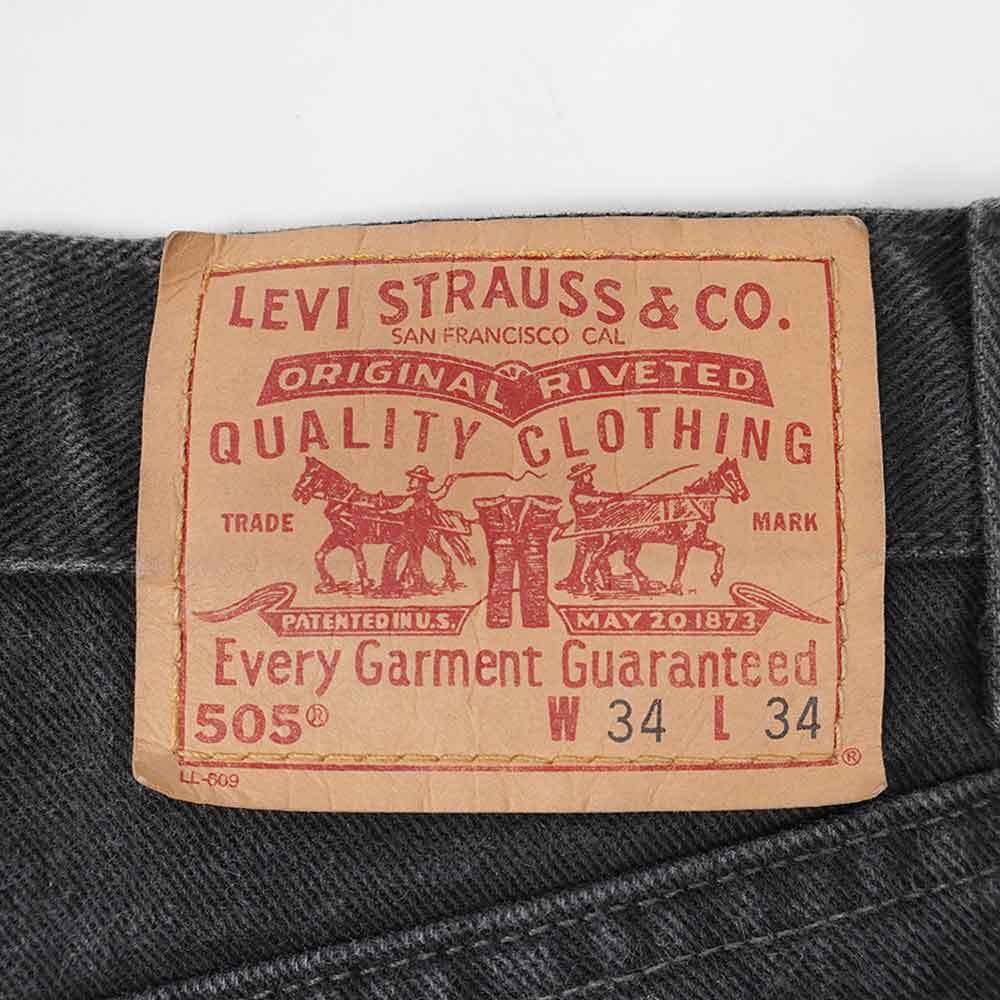 LEVI STRAUSS & CO.
SAN FRANCISCO CAL
ORIGINAL RIVETED
QUALITY CLOTHING
TRADE MARK
PATENTED IN U.S. MAY 20 1873
Every Garment Guaranteed
505® W 34 L 34
LL-609 ®